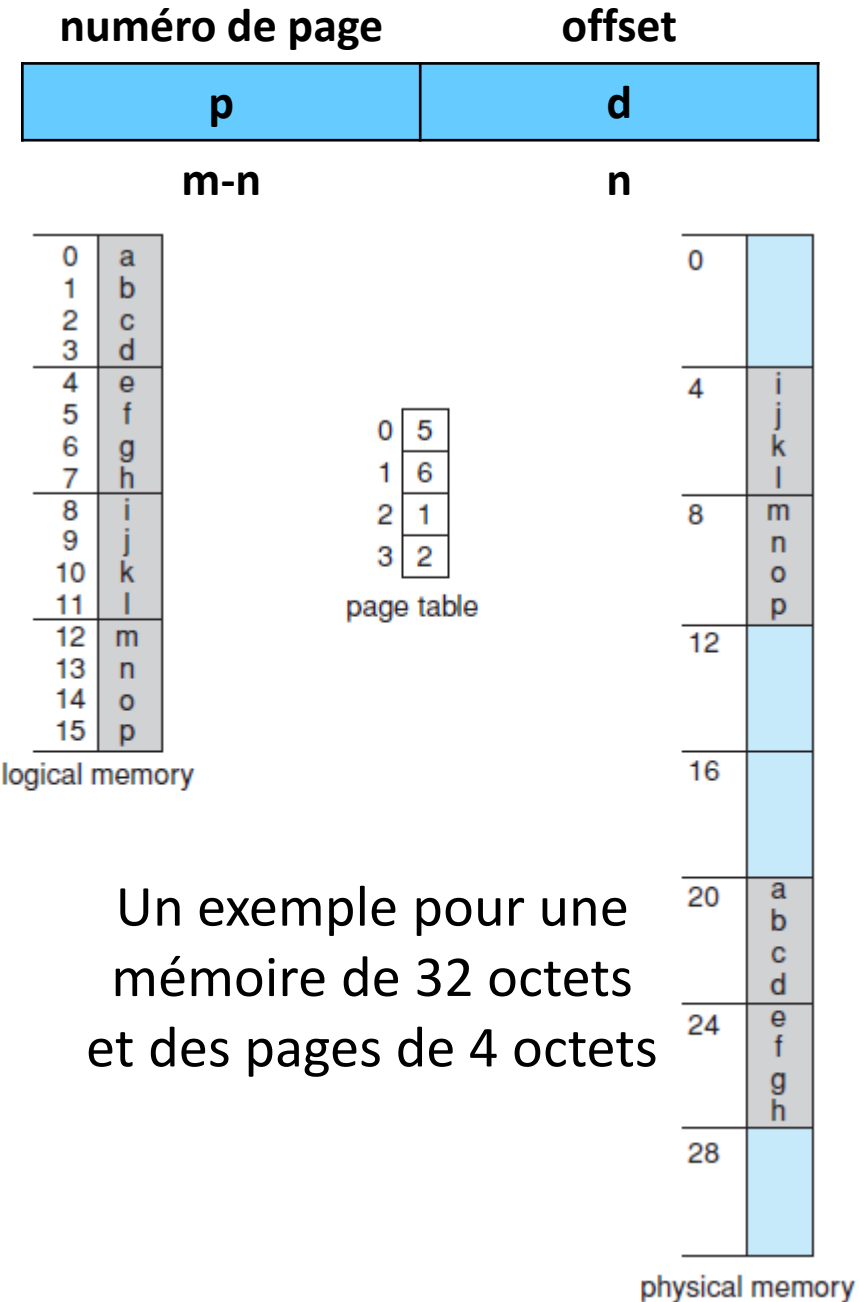 numéro de page offset
p d
m-n n
0 a
1 b
2 c
3 d
4 e
5 f
6 g
7 h
8 i
9 j
10 k
11 l
12 m
13 n
14 o
15 p
logical memory
0 5
1 6
2 1
3 2
page table
0
4 i
j
k
l
8 m
n
o
p
12
16
20 a
b
c
d
24 e
f
g
h
28
physical memory
Un exemple pour une
mémoire de 32 octets
et des pages de 4 octets